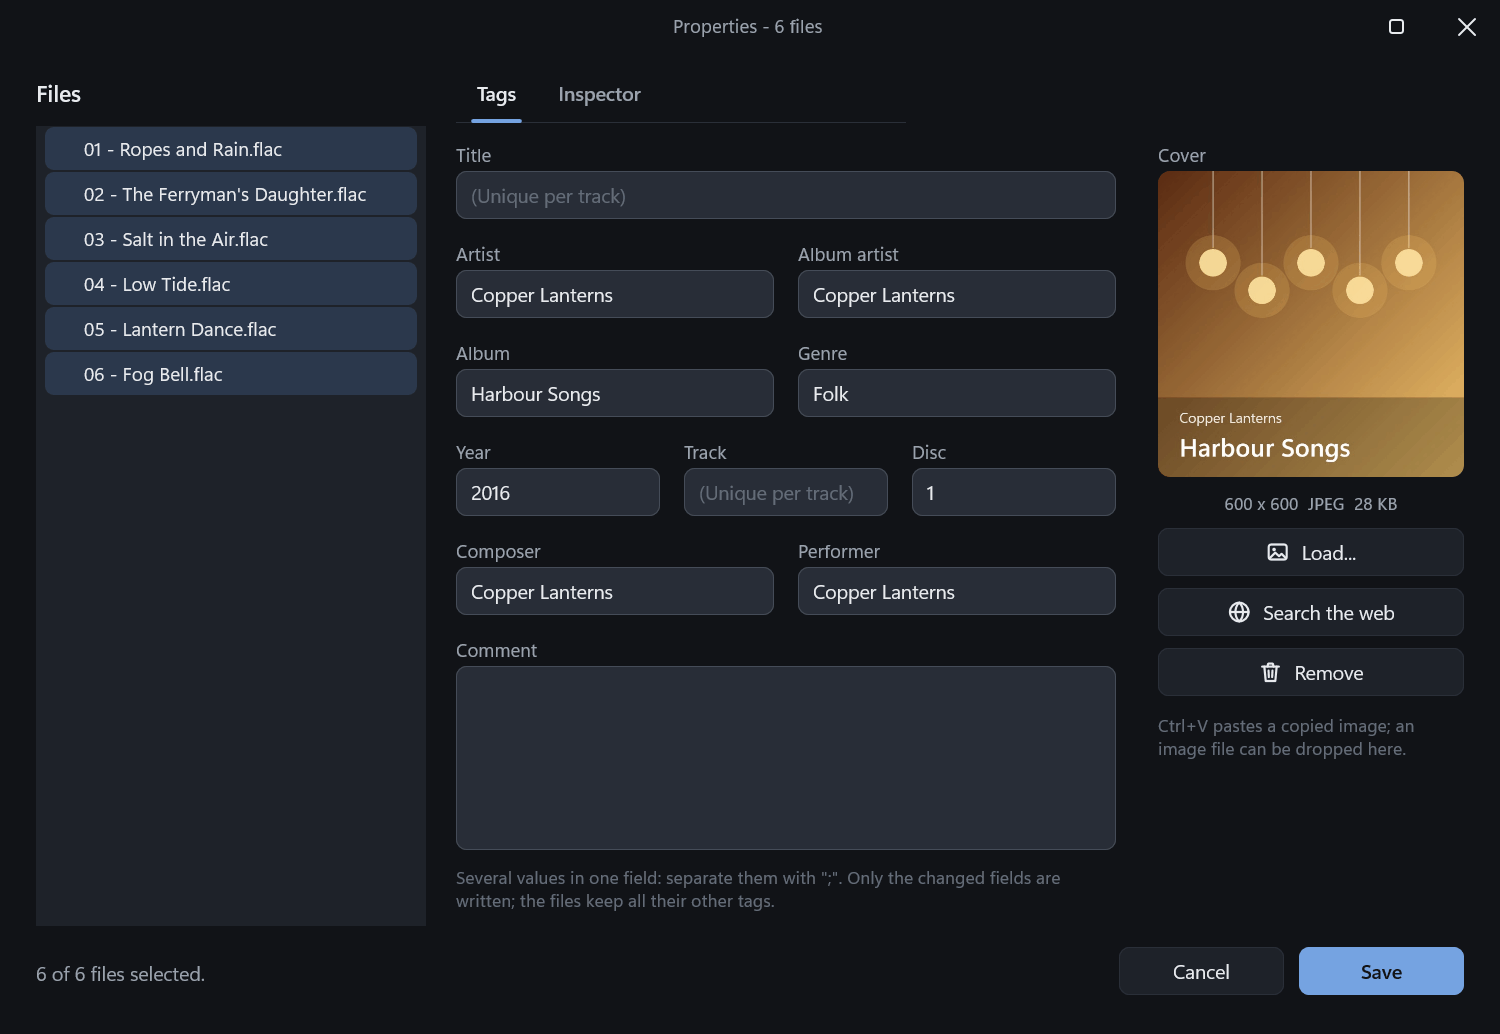 Properties - 6 files
Files
01 - Ropes and Rain.flac
02 - The Ferryman's Daughter.flac
03 - Salt in the Air.flac
04 - Low Tide.flac
05 - Lantern Dance.flac
06 - Fog Bell.flac
6 of 6 files selected.
Tags
Inspector
Title
(Unique per track)
Artist
Copper Lanterns
Album artist
Copper Lanterns
Album
Harbour Songs
Genre
Folk
Year
2016
Track
(Unique per track)
Disc
1
Composer
Copper Lanterns
Performer
Copper Lanterns
Comment
Several values in one field: separate them with ";". Only the changed fields are
written; the files keep all their other tags.
Cover
Copper Lanterns
Harbour Songs
600 x 600 JPEG 28 KB
Load...
Search the web
Remove
Ctrl+V pastes a copied image; an
image file can be dropped here.
Cancel
Save